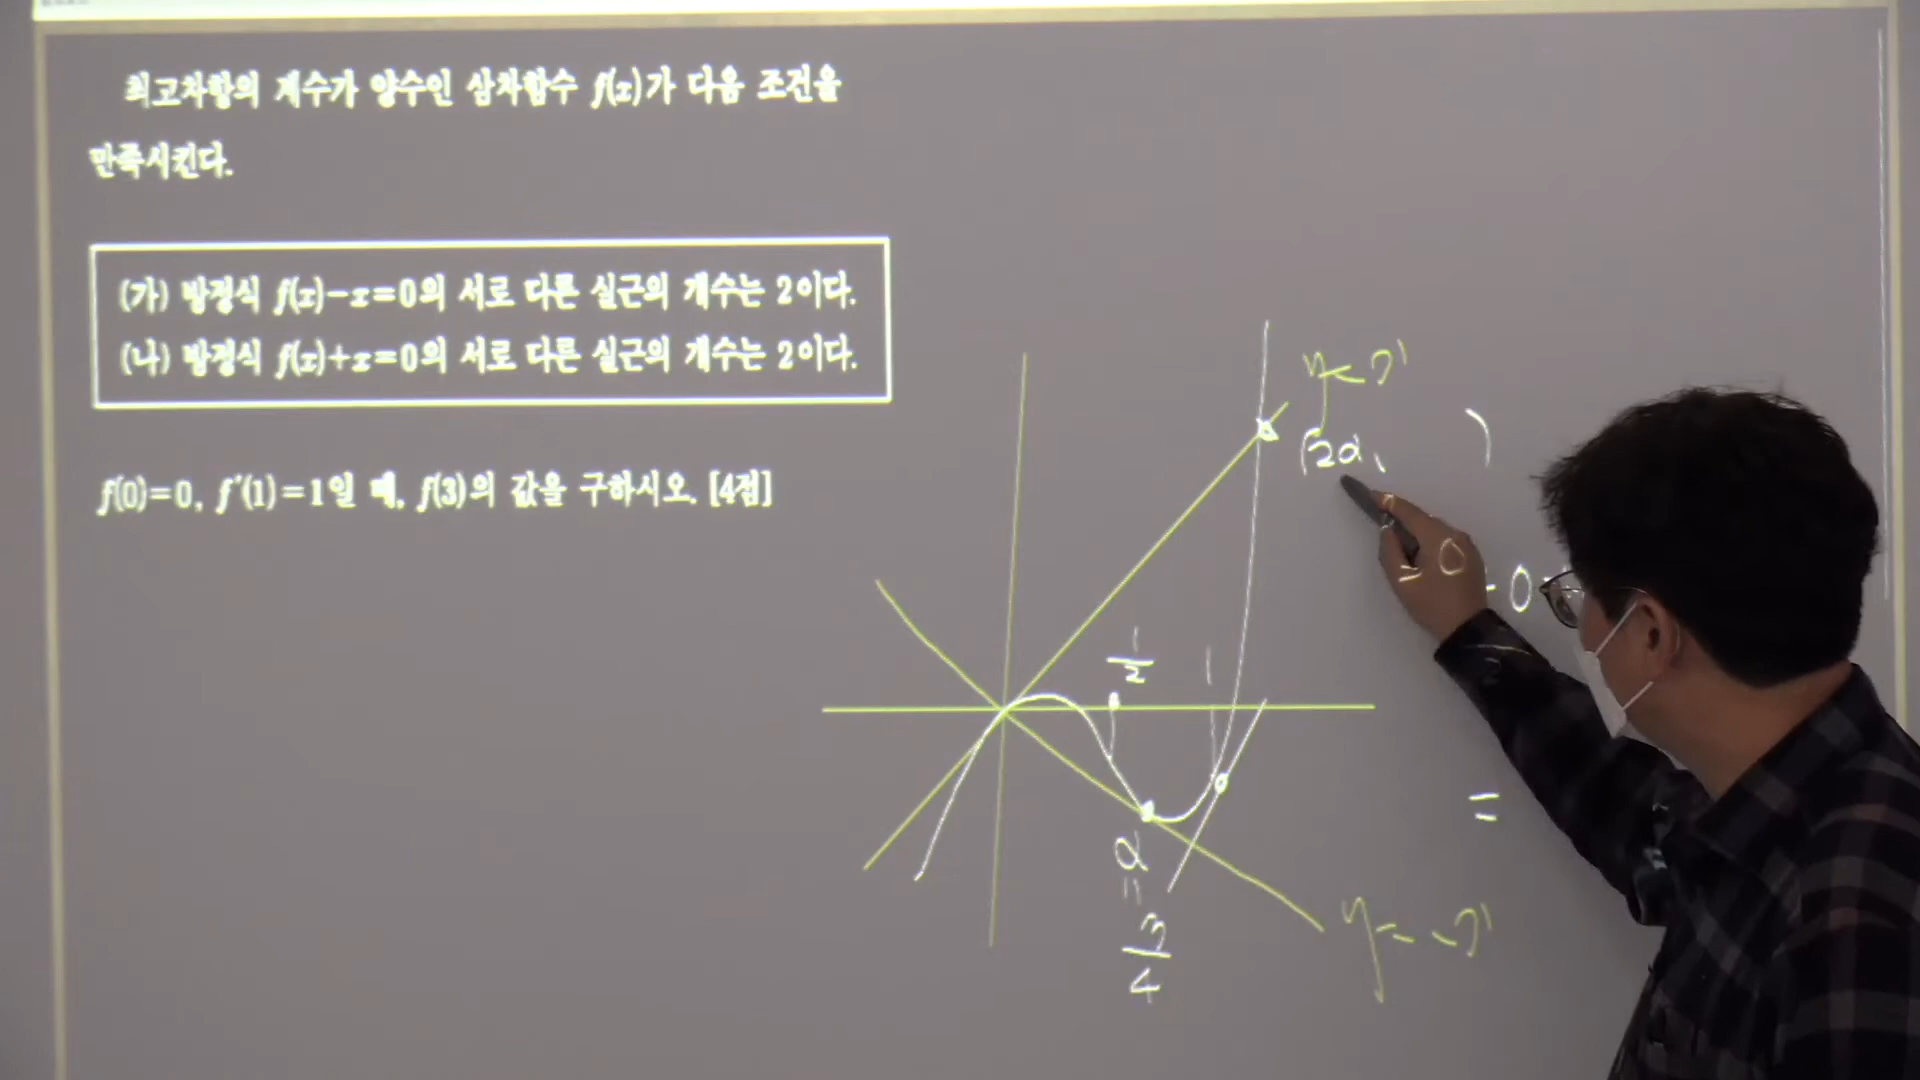 최고차항의 계수가 양수인 삼차함수 f(x)가 다음 조건을
만족시킨다.
(가) 방정식 f(x)-x=0의 서로 다른 실근의 개수는 2이다.
(나) 방정식 f(x)+x=0의 서로 다른 실근의 개수는 2이다.
f(0)=0, f′(1)=1일 때, f(3)의 값을 구하시오. [4점]
y=x
(2α, )
=0
-0
1/2
1
=
α
=
3/4
y=-x